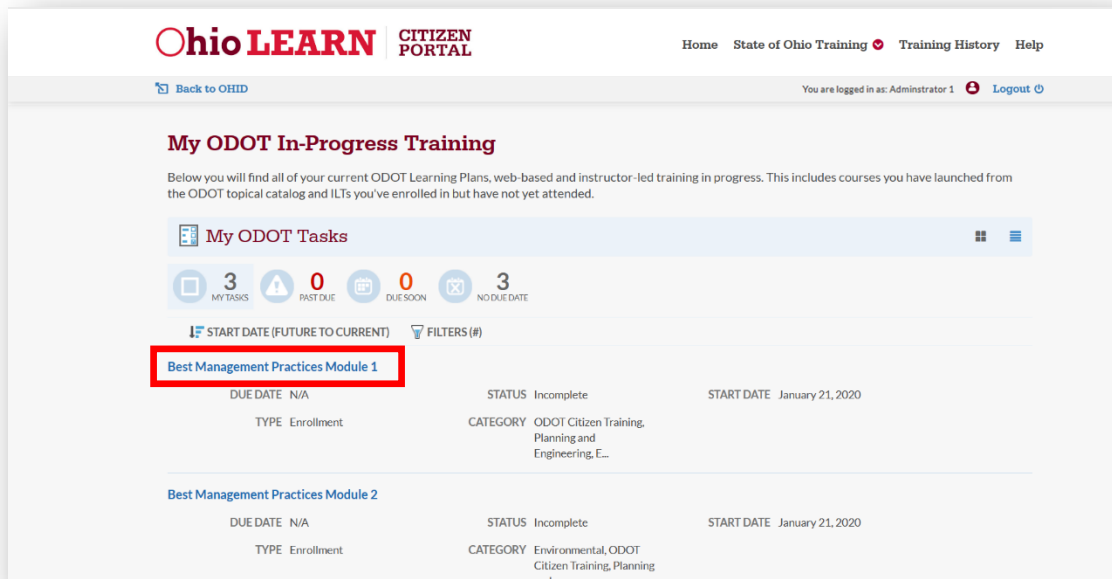 Ohio LEARN CITIZEN PORTAL
Home State of Ohio Training Training History Help
Back to OHID You are logged in as: Adminstrator 1 Logout
My ODOT In-Progress Training
Below you will find all of your current ODOT Learning Plans, web-based and instructor-led training in progress. This includes courses you have launched from
the ODOT topical catalog and ILTs you've enrolled in but have not yet attended.
My ODOT Tasks
3 MY TASKS 0 PAST DUE 0 DUE SOON 3 NO DUE DATE
START DATE (FUTURE TO CURRENT) FILTERS (#)
Best Management Practices Module 1
DUE DATE N/A STATUS Incomplete START DATE January 21, 2020
TYPE Enrollment CATEGORY ODOT Citizen Training,
Planning and
Engineering, E...
Best Management Practices Module 2
DUE DATE N/A STATUS Incomplete START DATE January 21, 2020
TYPE Enrollment CATEGORY Environmental, ODOT
Citizen Training, Planning